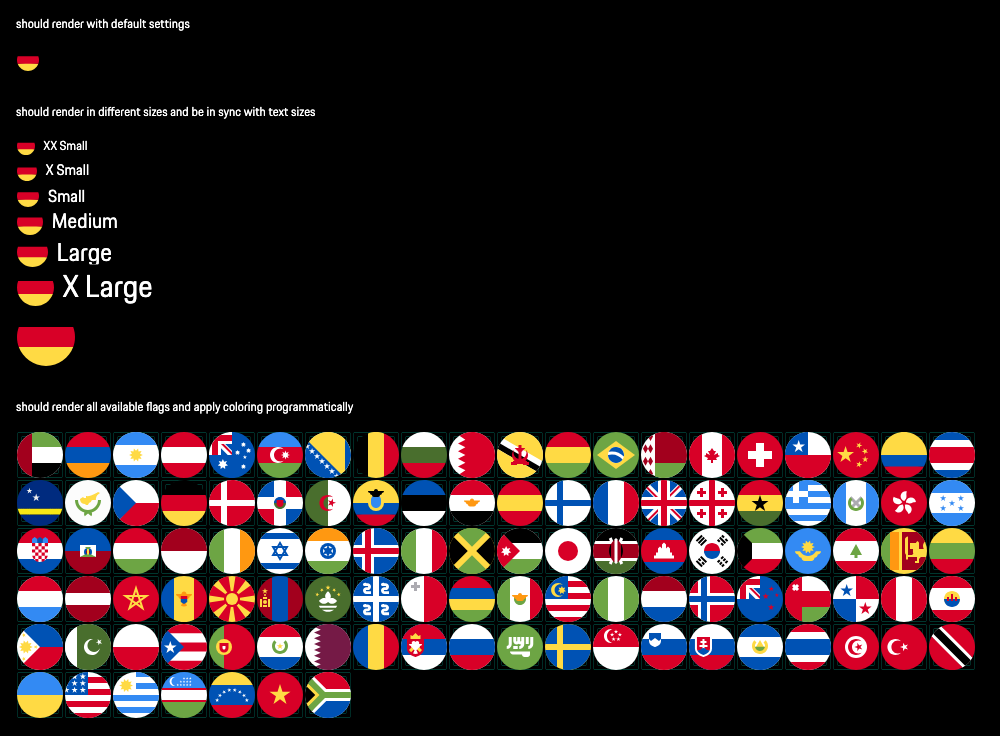 should render with default settings
should render in different sizes and be in sync with text sizes
XX Small
X Small
Small
Medium
Large
X Large
should render all available flags and apply coloring programmatically